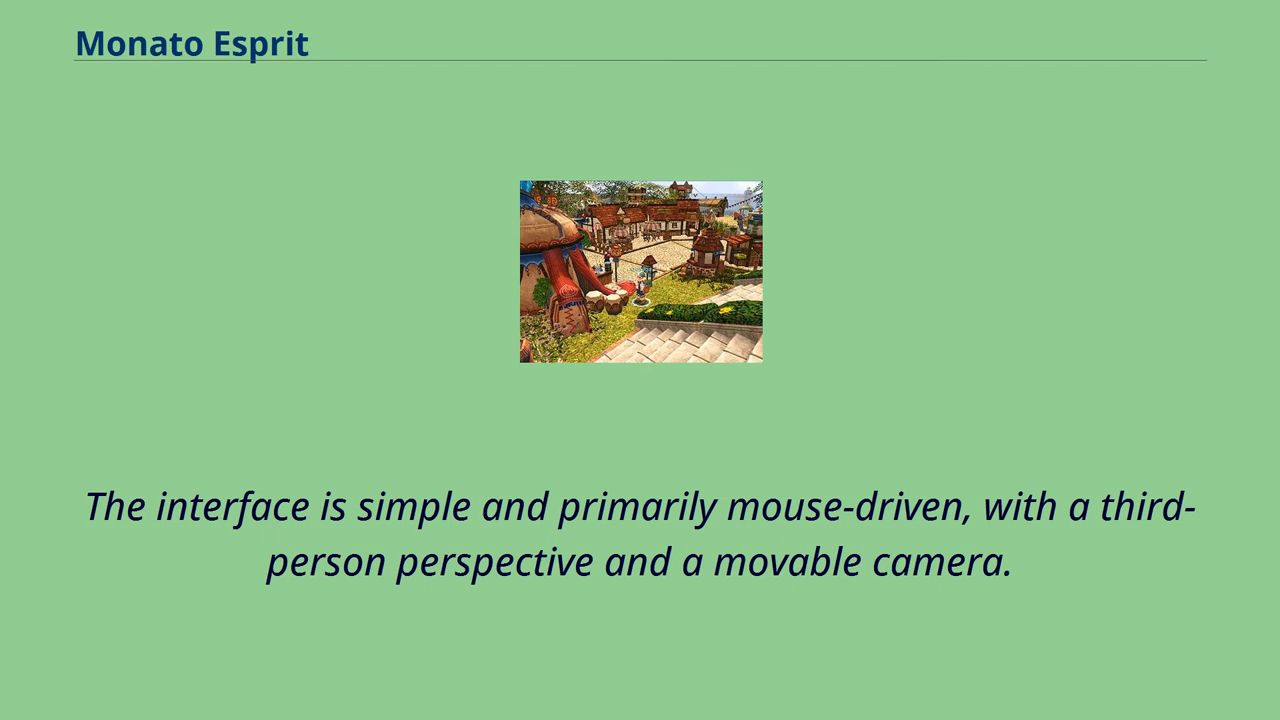 Monato Esprit
The interface is simple and primarily mouse-driven, with a third-
person perspective and a movable camera.